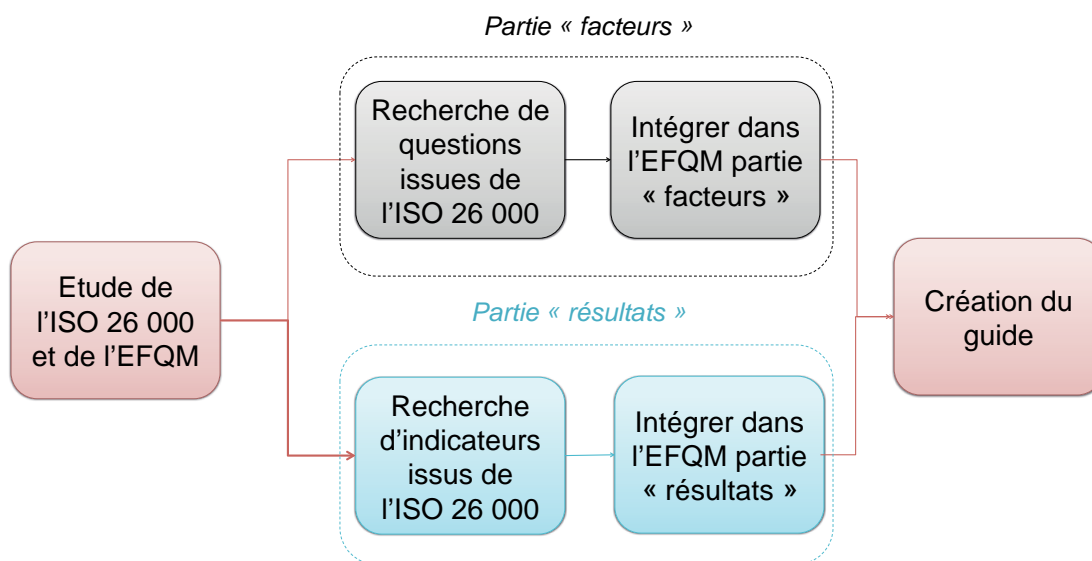 Partie « facteurs »
Recherche de
questions
issues de
l’ISO 26 000
Intégrer dans
l’EFQM partie
« facteurs »
Etude de
l’ISO 26 000
et de l’EFQM
Partie « résultats »
Recherche
d’indicateurs
issus de
l’ISO 26 000
Intégrer dans
l’EFQM partie
« résultats »
Création du
guide